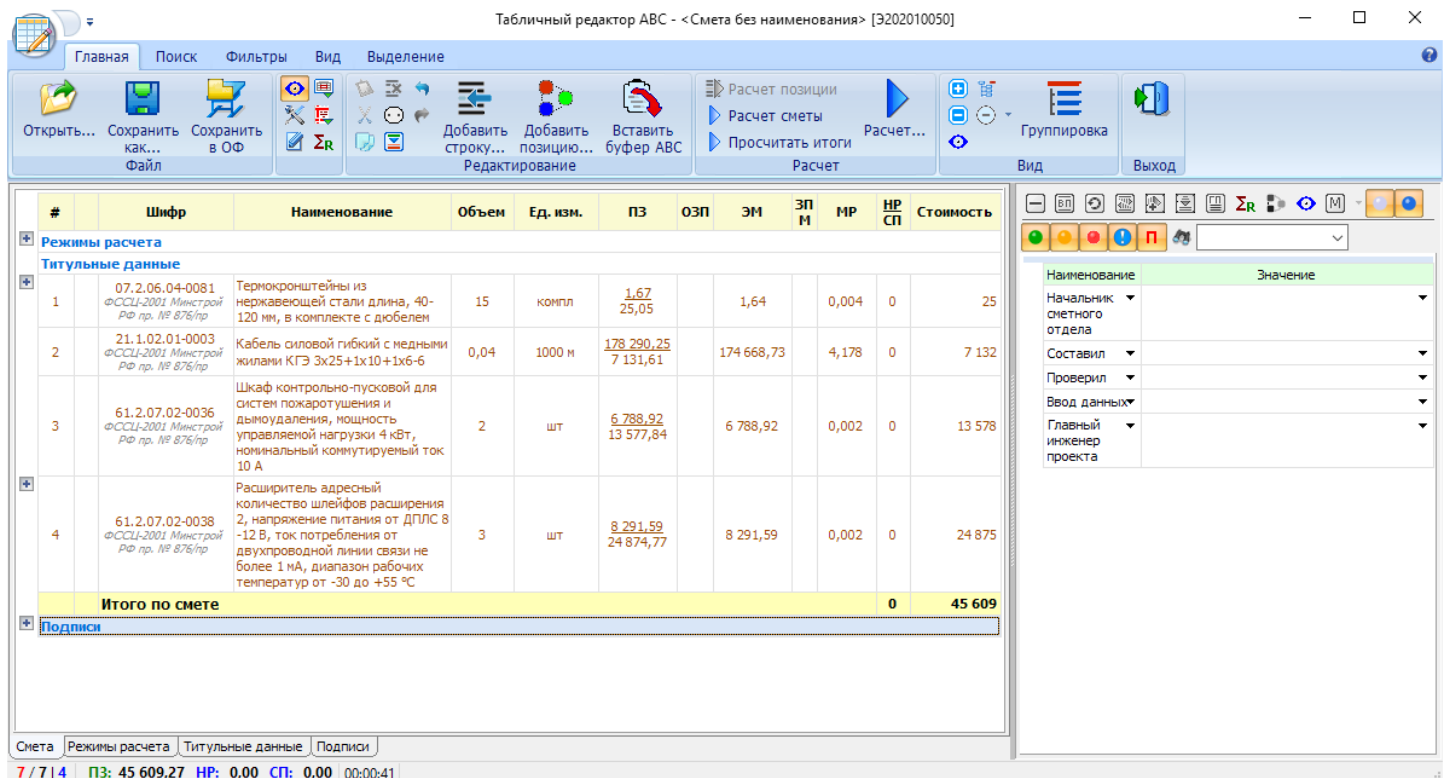 Табличный редактор ABC - <Смета без наименования> [Э202010050]
Главная Поиск Фильтры Вид Выделение
Открыть... Сохранить как... Сохранить в ОФ
Файл
Добавить строку... Добавить позицию... Вставить буфер ABC
Редактирование
Расчет позиции
Расчет сметы
Просчитать итоги
Расчет...
Расчет
Группировка
Вид
Выход
# Шифр Наименование Объем Ед. изм. ПЗ ОЗП ЭМ ЗП М МР НР СП Стоимость
Режимы расчета
Титульные данные
1 07.2.06.04-0081 ФССЦ-2001 Минстрой РФ пр. № 876/пр Термокронштейны из нержавеющей стали длина, 40-120 мм, в комплекте с дюбелем 15 компл 1,67 25,05 1,64 0,004 0 25
2 21.1.02.01-0003 ФССЦ-2001 Минстрой РФ пр. № 876/пр Кабель силовой гибкий с медными жилами КГЭ 3х25+1х10+1х6-6 0,04 1000 м 178 290,25 7 131,61 174 668,73 4,178 0 7 132
3 61.2.07.02-0036 ФССЦ-2001 Минстрой РФ пр. № 876/пр Шкаф контрольно-пусковой для систем пожаротушения и дымоудаления, мощность управляемой нагрузки 4 кВт, номинальный коммутируемый ток 10 А 2 шт 6 788,92 13 577,84 6 788,92 0,002 0 13 578
4 61.2.07.02-0038 ФССЦ-2001 Минстрой РФ пр. № 876/пр Расширитель адресный количество шлейфов расширения 2, напряжение питания от ДПЛС 8 -12 В, ток потребления от двухпроводной линии связи не более 1 мА, диапазон рабочих температур от -30 до +55 °C 3 шт 8 291,59 24 874,77 8 291,59 0,002 0 24 875
Итого по смете 0 45 609
Подписи
Наименование Значение
Начальник сметного отдела
Составил
Проверил
Ввод данных
Главный инженер проекта
Смета Режимы расчета Титульные данные Подписи
7 / 7 | 4 ПЗ: 45 609,27 НР: 0,00 СП: 0,00 00:00:41